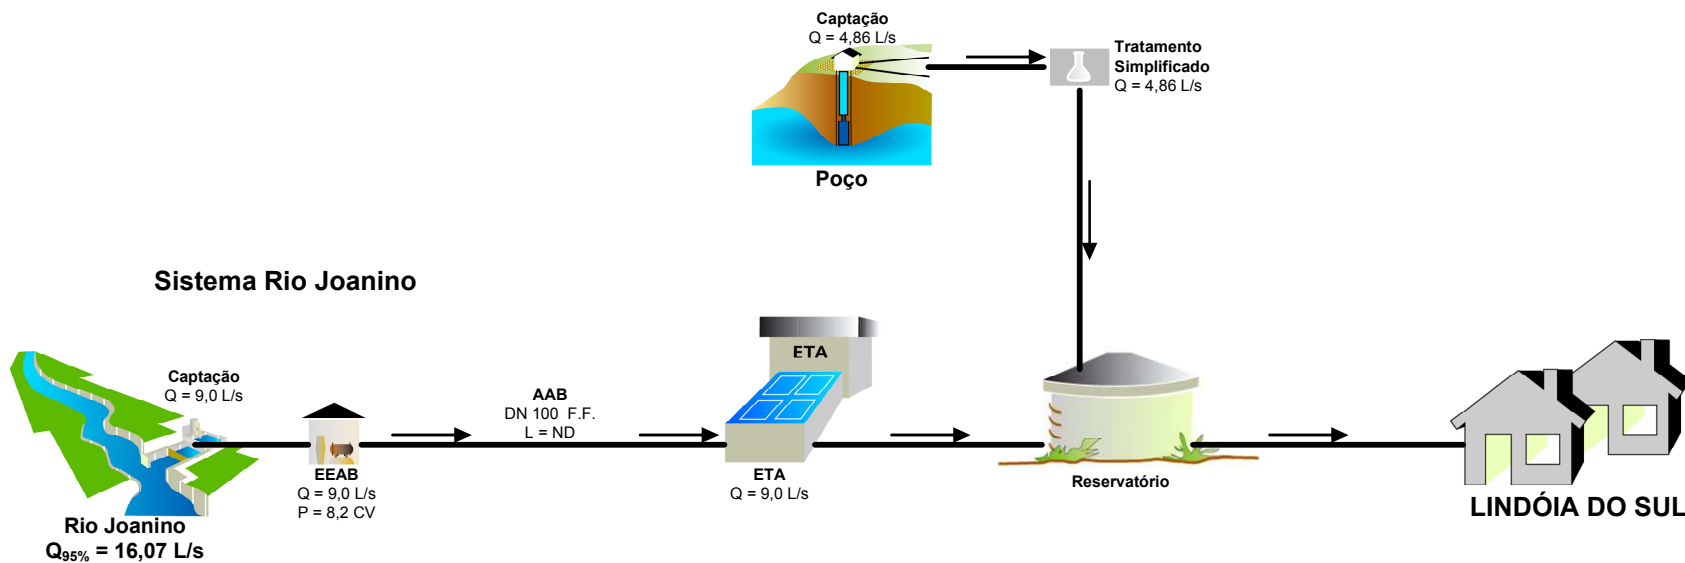 Captação
Q = 4,86 L/s
Tratamento
Simplificado
Q = 4,86 L/s
Poço
Sistema Rio Joanino
ETA
Captação
Q = 9,0 L/s
AAB
DN 100 F.F.
L = ND
EEAB
Q = 9,0 L/s
P = 8,2 CV
ETA
Q = 9,0 L/s
Reservatório
LINDÓIA DO SUL
Rio Joanino
Q95% = 16,07 L/s